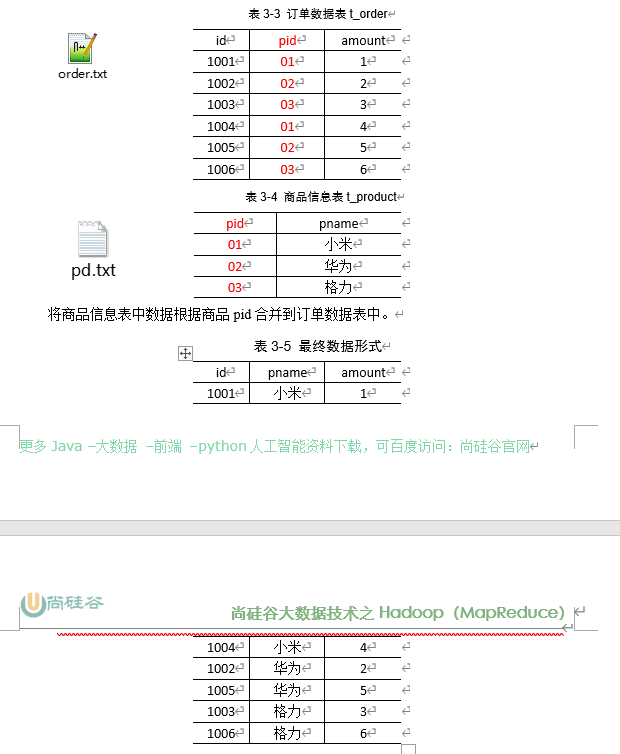 表 3-3 订单数据表 t_order
order.txt
id pid amount
1001 01 1
1002 02 2
1003 03 3
1004 01 4
1005 02 5
1006 03 6
表 3-4 商品信息表 t_product
pd.txt
pid pname
01 小米
02 华为
03 格力
将商品信息表中数据根据商品 pid 合并到订单数据表中。
表 3-5 最终数据形式
id pname amount
1001 小米 1
更多 Java –大数据 –前端 –python 人工智能资料下载，可百度访问：尚硅谷官网
尚硅谷
尚硅谷大数据技术之 Hadoop（MapReduce）
1004 小米 4
1002 华为 2
1005 华为 5
1003 格力 3
1006 格力 6